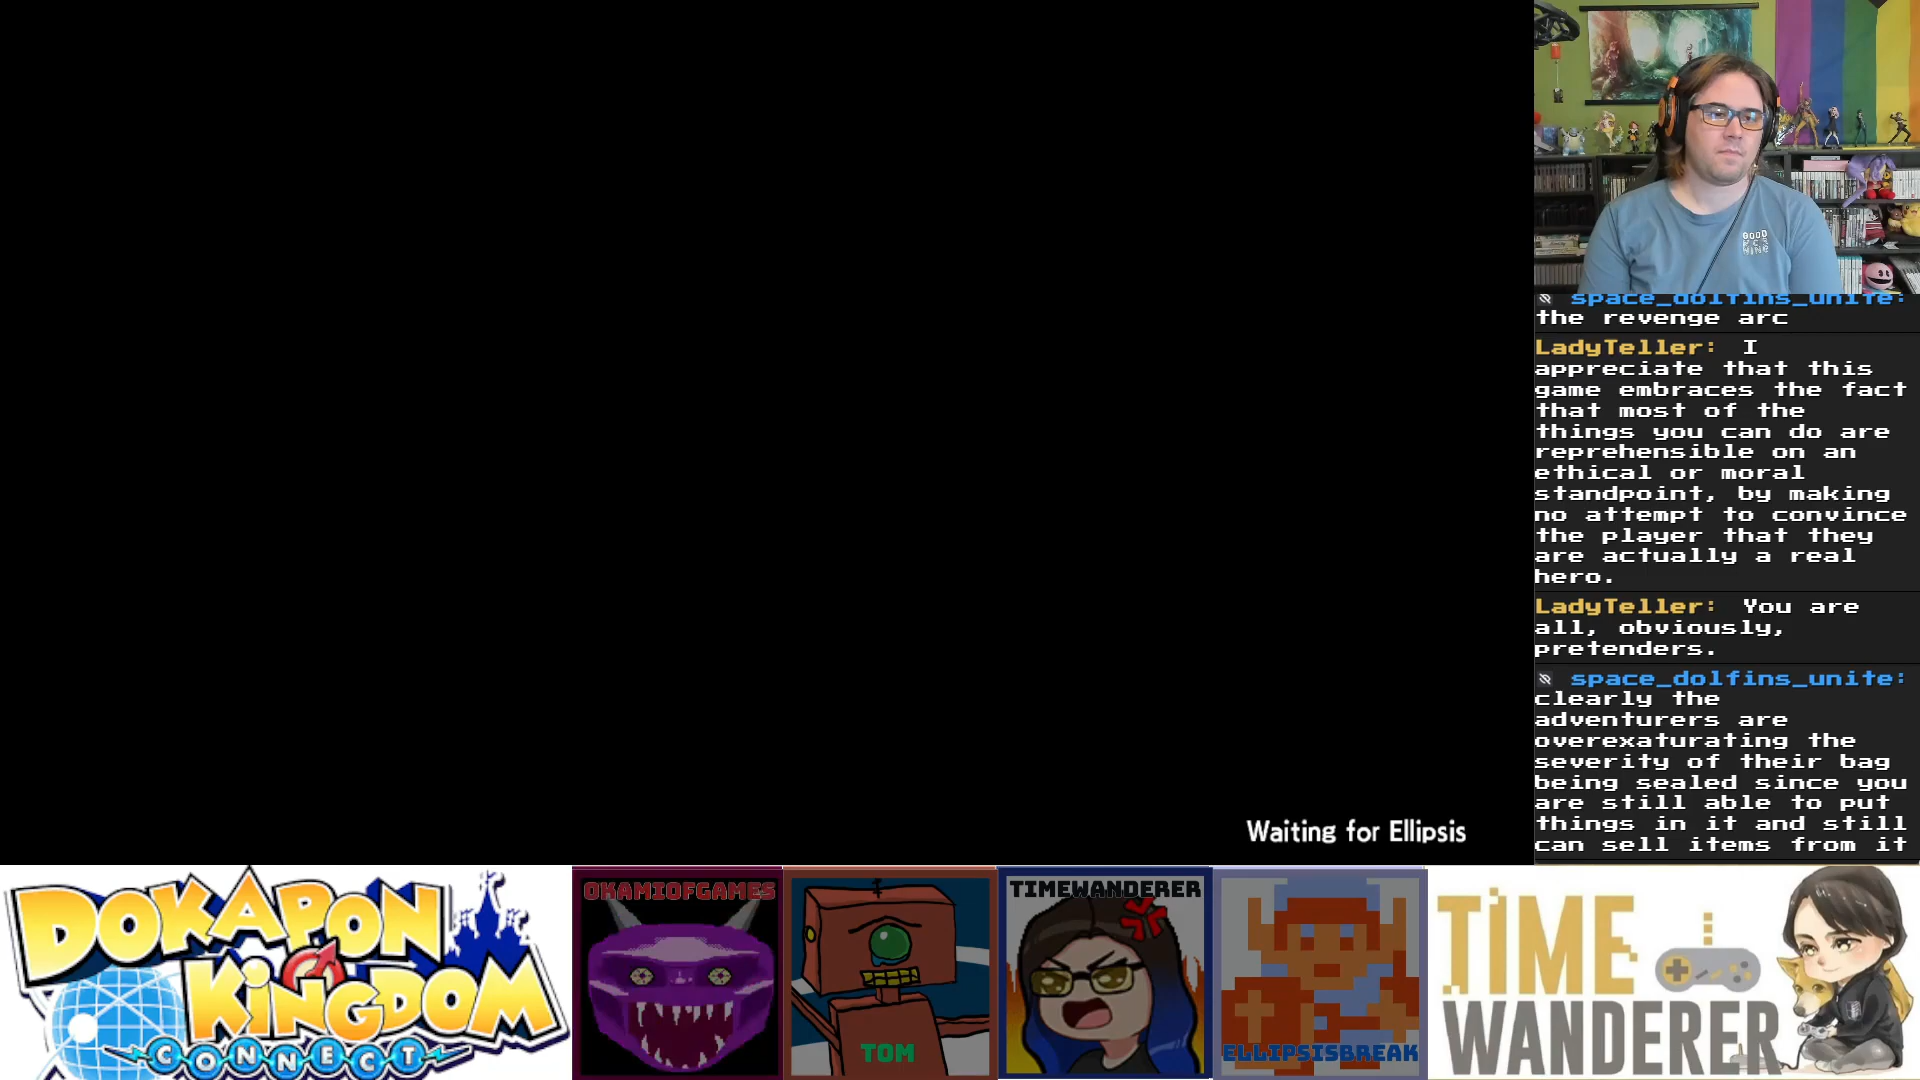 GOOD
space_dolfins_unite:
the revenge arc
LadyTeller: I
appreciate that this
game embraces the fact
that most of the
things you can do are
reprehensible on an
ethical or moral
standpoint, by making
no attempt to convince
the player that they
are actually a real
hero.
LadyTeller: You are
all, obviously,
pretenders.
space_dolfins_unite:
clearly the
adventurers are
overexaturating the
severity of their bag
being sealed since you
are still able to put
things in it and still
can sell items from it
Waiting for Ellipsis
DOKAPON
KINGDOM
CONNECT
OKAMIOFGAMES
TOM
TIMEWANDERER
ELLIPSISBREAK
TIME
WANDERER